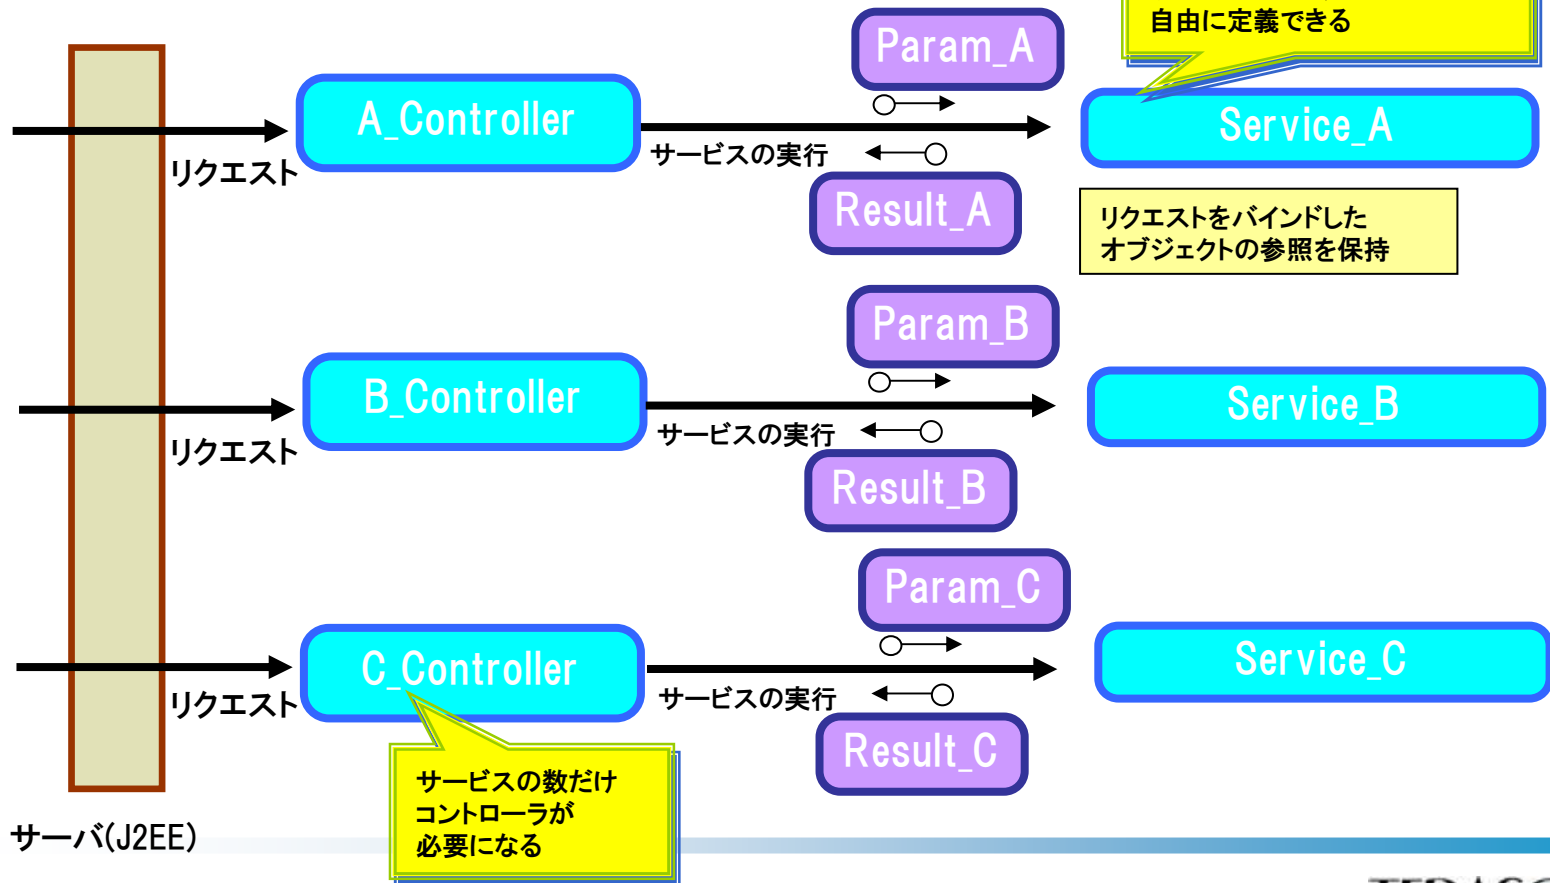 自由に定義できる
Param_A
A_Controller
Service_A
リクエスト
サービスの実行
Result_A
リクエストをバインドした
オブジェクトの参照を保持
Param_B
B_Controller
Service_B
リクエスト
サービスの実行
Result_B
Param_C
C_Controller
Service_C
リクエスト
サービスの実行
Result_C
サービスの数だけ
コントローラが
必要になる
サーバ(J2EE)